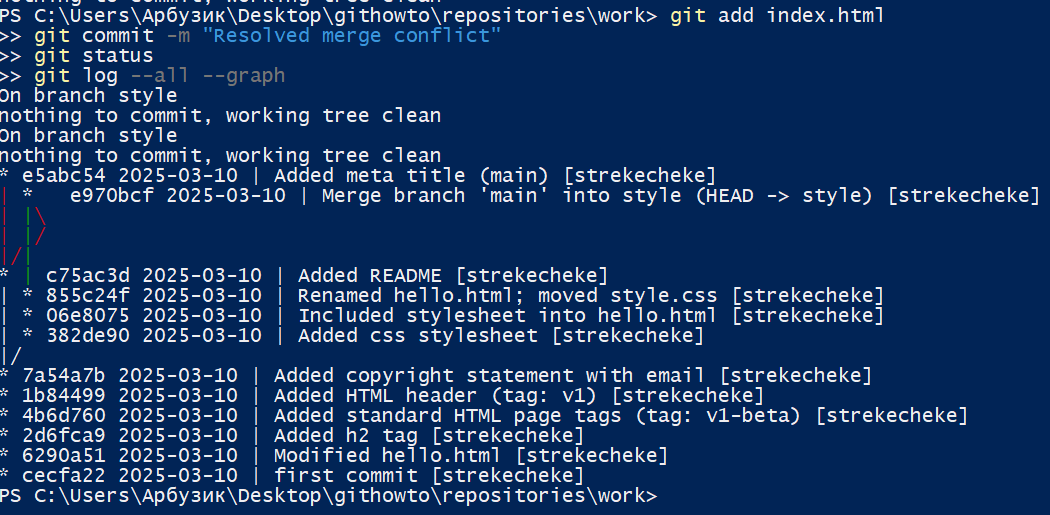 nothing to commit, working tree clean
PS C:\Users\Арбузик\Desktop\githowto\repositories\work> git add index.html
>> git commit -m "Resolved merge conflict"
>> git status
>> git log --all --graph
On branch style
nothing to commit, working tree clean
On branch style
nothing to commit, working tree clean
* e5abc54 2025-03-10 | Added meta title (main) [strekecheke]
| *   e970bcf 2025-03-10 | Merge branch 'main' into style (HEAD -> style) [strekecheke]
| |\
| |/
|/|
* | c75ac3d 2025-03-10 | Added README [strekecheke]
| * 855c24f 2025-03-10 | Renamed hello.html; moved style.css [strekecheke]
| * 06e8075 2025-03-10 | Included stylesheet into hello.html [strekecheke]
| * 382de90 2025-03-10 | Added css stylesheet [strekecheke]
|/
* 7a54a7b 2025-03-10 | Added copyright statement with email [strekecheke]
* 1b84499 2025-03-10 | Added HTML header (tag: v1) [strekecheke]
* 4b6d760 2025-03-10 | Added standard HTML page tags (tag: v1-beta) [strekecheke]
* 2d6fca9 2025-03-10 | Added h2 tag [strekecheke]
* 6290a51 2025-03-10 | Modified hello.html [strekecheke]
* cecfa22 2025-03-10 | first commit [strekecheke]
PS C:\Users\Арбузик\Desktop\githowto\repositories\work>